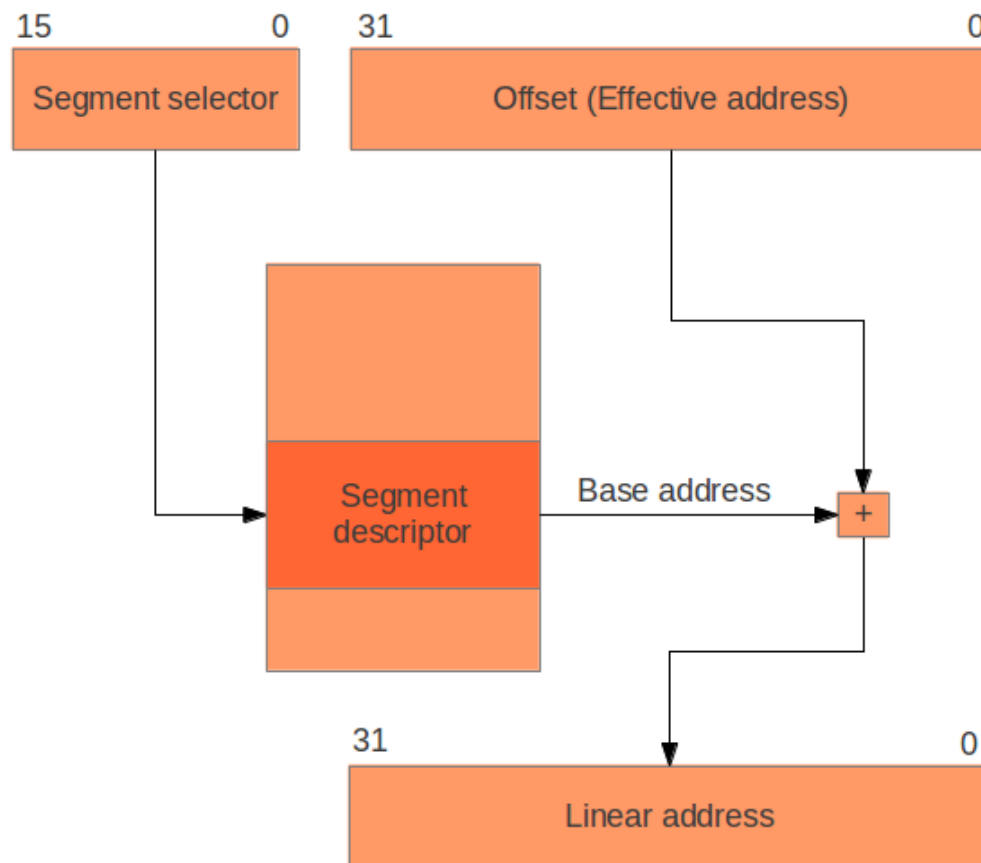 15 0 31 0
Segment selector
Offset (Effective address)
Segment
descriptor
Base address
+
31 0
Linear address